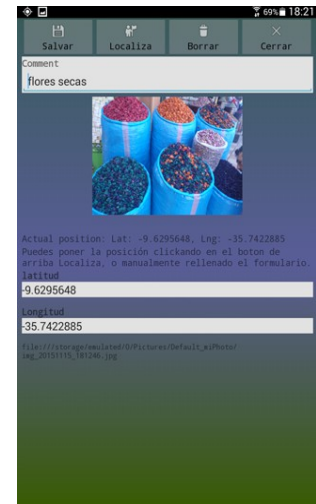 69% 18:21
Salvar Localiza Borrar Cerrar
Comment
flores secas
Actual position: Lat: -9.6295648, Lng: -35.7422885
Puedes poner la posición clickando en el boton de
arriba Localiza, o manualmente rellenado el formulario.
latitud
-9.6295648
Longitud
-35.7422885
file:///storage/emulated/0/Pictures/Default_miPhoto/
img_20151115_181246.jpg